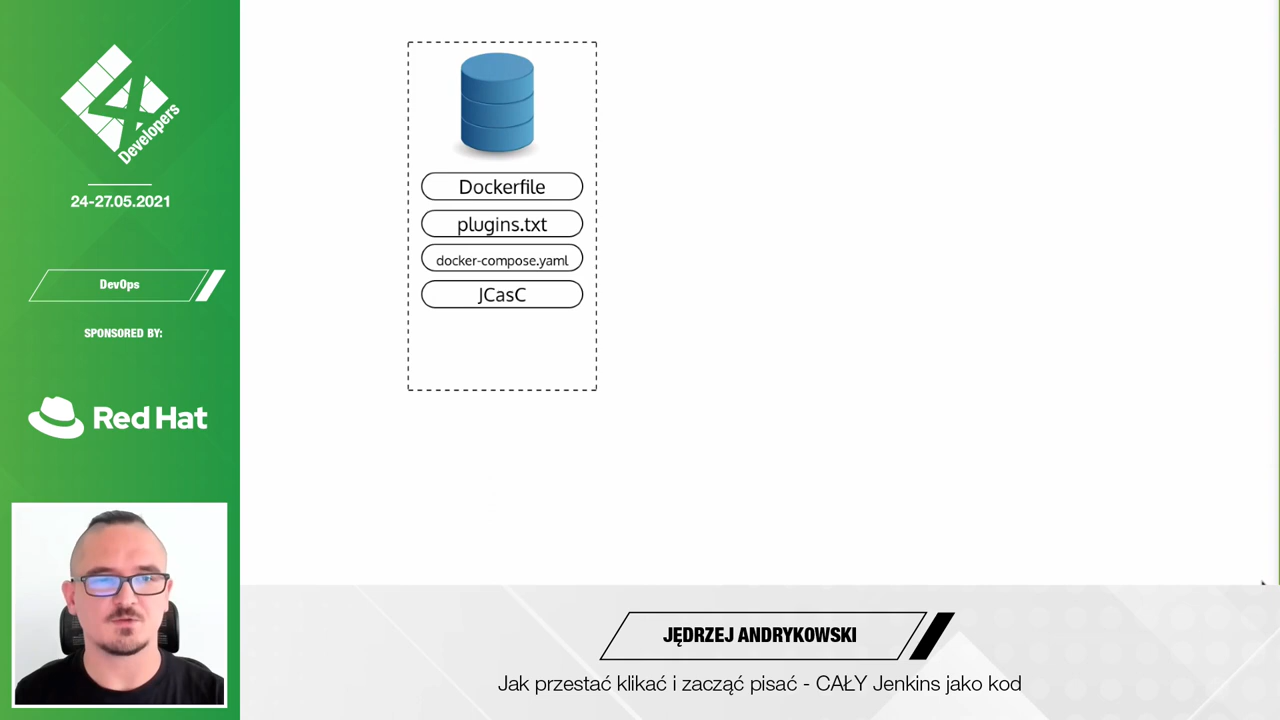 4
Developers
24-27.05.2021
DevOps
SPONSORED BY:
Red Hat
Dockerfile
plugins.txt
docker-compose.yaml
JCasC
JĘDRZEJ ANDRYKOWSKI
Jak przestać klikać i zacząć pisać - CAŁY Jenkins jako kod